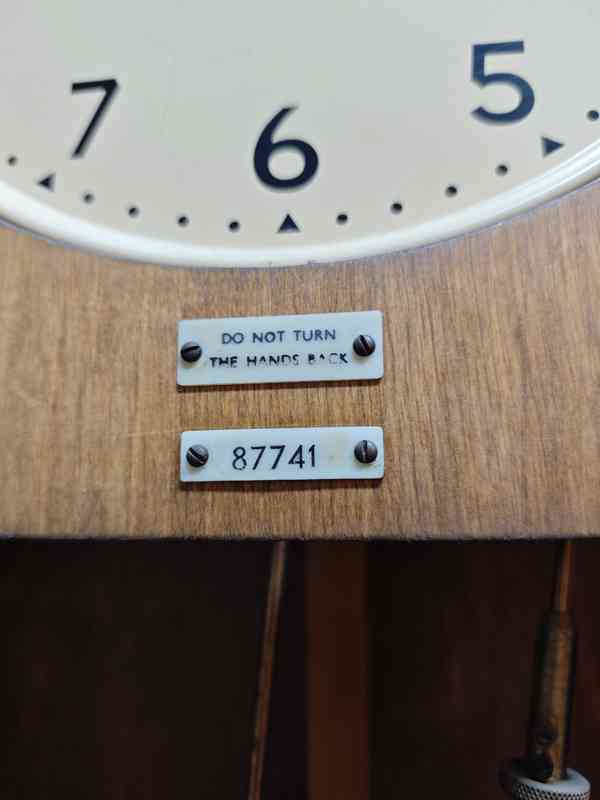 7 6 5
DO NOT TURN
THE HANDS BACK
87741